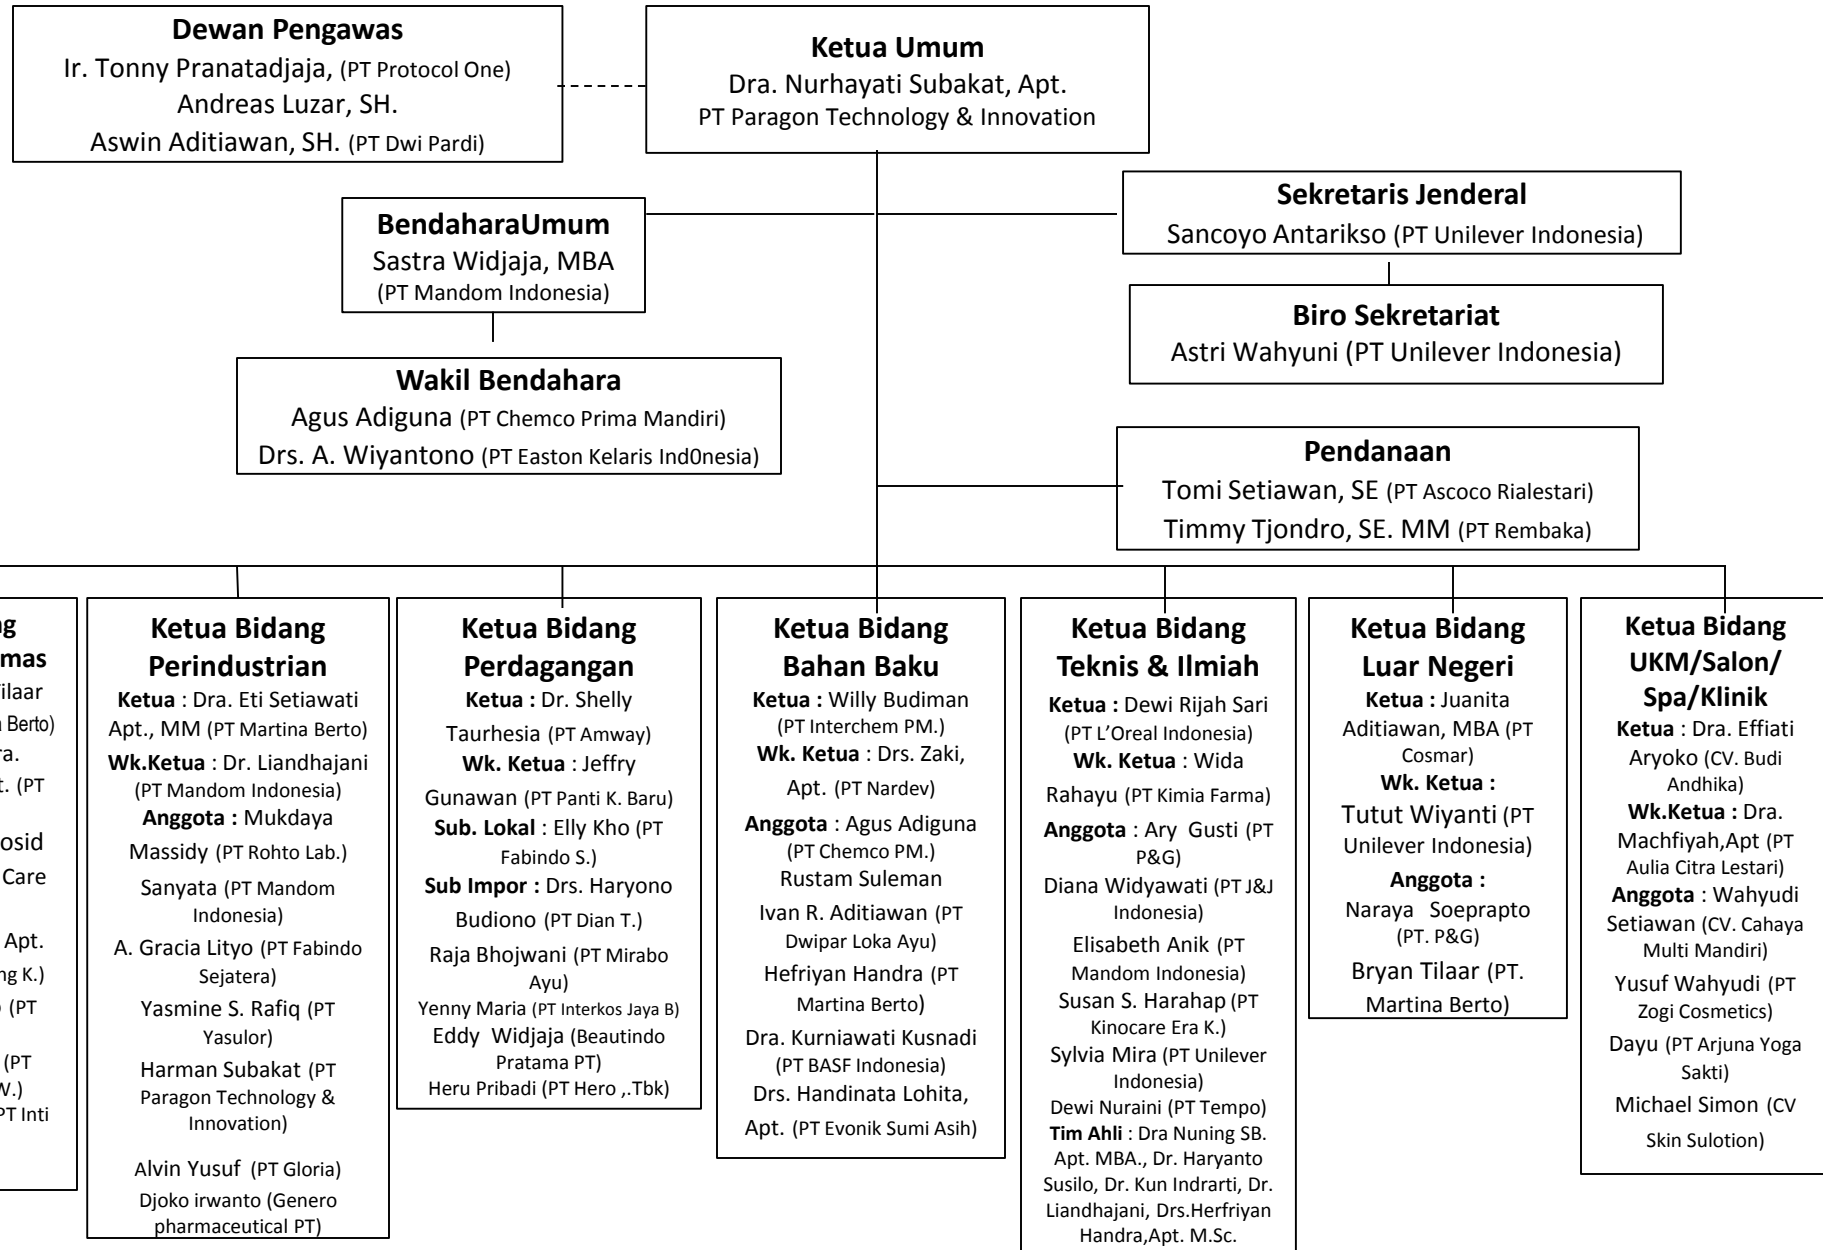 Dewan Pengawas
Ir. Tonny Pranatadjaja, (PT Protocol One)
Andreas Luzar, SH.
Aswin Aditiawan, SH. (PT Dwi Pardi)
Ketua Umum
Dra. Nurhayati Subakat, Apt.
PT Paragon Technology & Innovation
BendaharaUmum
Sastra Widjaja, MBA
(PT Mandom Indonesia)
Sekretaris Jenderal
Sancoyo Antarikso (PT Unilever Indonesia)
Biro Sekretariat
Astri Wahyuni (PT Unilever Indonesia)
Wakil Bendahara
Agus Adiguna (PT Chemco Prima Mandiri)
Drs. A. Wiyantono (PT Easton Kelaris Ind0nesia)
Pendanaan
Tomi Setiawan, SE (PT Ascoco Rialestari)
Timmy Tjondro, SE. MM (PT Rembaka)
g
mas
ilaar
Berto)
ra.
t. (PT
osid
Care
Apt.
ng K.)
(PT
(PT
W.)
PT Inti
Ketua Bidang
Perindustrian
Ketua : Dra. Eti Setiawati
Apt., MM (PT Martina Berto)
Wk.Ketua : Dr. Liandhajani
(PT Mandom Indonesia)
Anggota : Mukdaya
Massidy (PT Rohto Lab.)
Sanyata (PT Mandom
Indonesia)
A. Gracia Lityo (PT Fabindo
Sejatera)
Yasmine S. Rafiq (PT
Yasulor)
Harman Subakat (PT
Paragon Technology &
Innovation)
Alvin Yusuf (PT Gloria)
Djoko irwanto (Genero
pharmaceutical PT)
Ketua Bidang
Perdagangan
Ketua : Dr. Shelly
Taurhesia (PT Amway)
Wk. Ketua : Jeffry
Gunawan (PT Panti K. Baru)
Sub. Lokal : Elly Kho (PT
Fabindo S.)
Sub Impor : Drs. Haryono
Budiono (PT Dian T.)
Raja Bhojwani (PT Mirabo
Ayu)
Yenny Maria (PT Interkos Jaya B)
Eddy Widjaja (Beautindo
Pratama PT)
Heru Pribadi (PT Hero ,.Tbk)
Ketua Bidang
Bahan Baku
Ketua : Willy Budiman
(PT Interchem PM.)
Wk. Ketua : Drs. Zaki,
Apt. (PT Nardev)
Anggota : Agus Adiguna
(PT Chemco PM.)
Rustam Suleman
Ivan R. Aditiawan (PT
Dwipar Loka Ayu)
Hefriyan Handra (PT
Martina Berto)
Dra. Kurniawati Kusnadi
(PT BASF Indonesia)
Drs. Handinata Lohita,
Apt. (PT Evonik Sumi Asih)
Ketua Bidang
Teknis & Ilmiah
Ketua : Dewi Rijah Sari
(PT L'Oreal Indonesia)
Wk. Ketua : Wida
Rahayu (PT Kimia Farma)
Anggota : Ary Gusti (PT
P&G)
Diana Widyawati (PT J&J
Indonesia)
Elisabeth Anik (PT
Mandom Indonesia)
Susan S. Harahap (PT
Kinocare Era K.)
Sylvia Mira (PT Unilever
Indonesia)
Dewi Nuraini (PT Tempo)
Tim Ahli : Dra Nuning SB.
Apt. MBA., Dr. Haryanto
Susilo, Dr. Kun Indrarti, Dr.
Liandhajani, Drs.Herfriyan
Handra,Apt. M.Sc.
Ketua Bidang
Luar Negeri
Ketua : Juanita
Aditiawan, MBA (PT
Cosmar)
Wk. Ketua :
Tutut Wiyanti (PT
Unilever Indonesia)
Anggota :
Naraya Soeprapto
(PT. P&G)
Bryan Tilaar (PT.
Martina Berto)
Ketua Bidang
UKM/Salon/
Spa/Klinik
Ketua : Dra. Effiati
Aryoko (CV. Budi
Andhika)
Wk.Ketua : Dra.
Machfiyah,Apt (PT
Aulia Citra Lestari)
Anggota : Wahyudi
Setiawan (CV. Cahaya
Multi Mandiri)
Yusuf Wahyudi (PT
Zogi Cosmetics)
Dayu (PT Arjuna Yoga
Sakti)
Michael Simon (CV
Skin Sulotion)